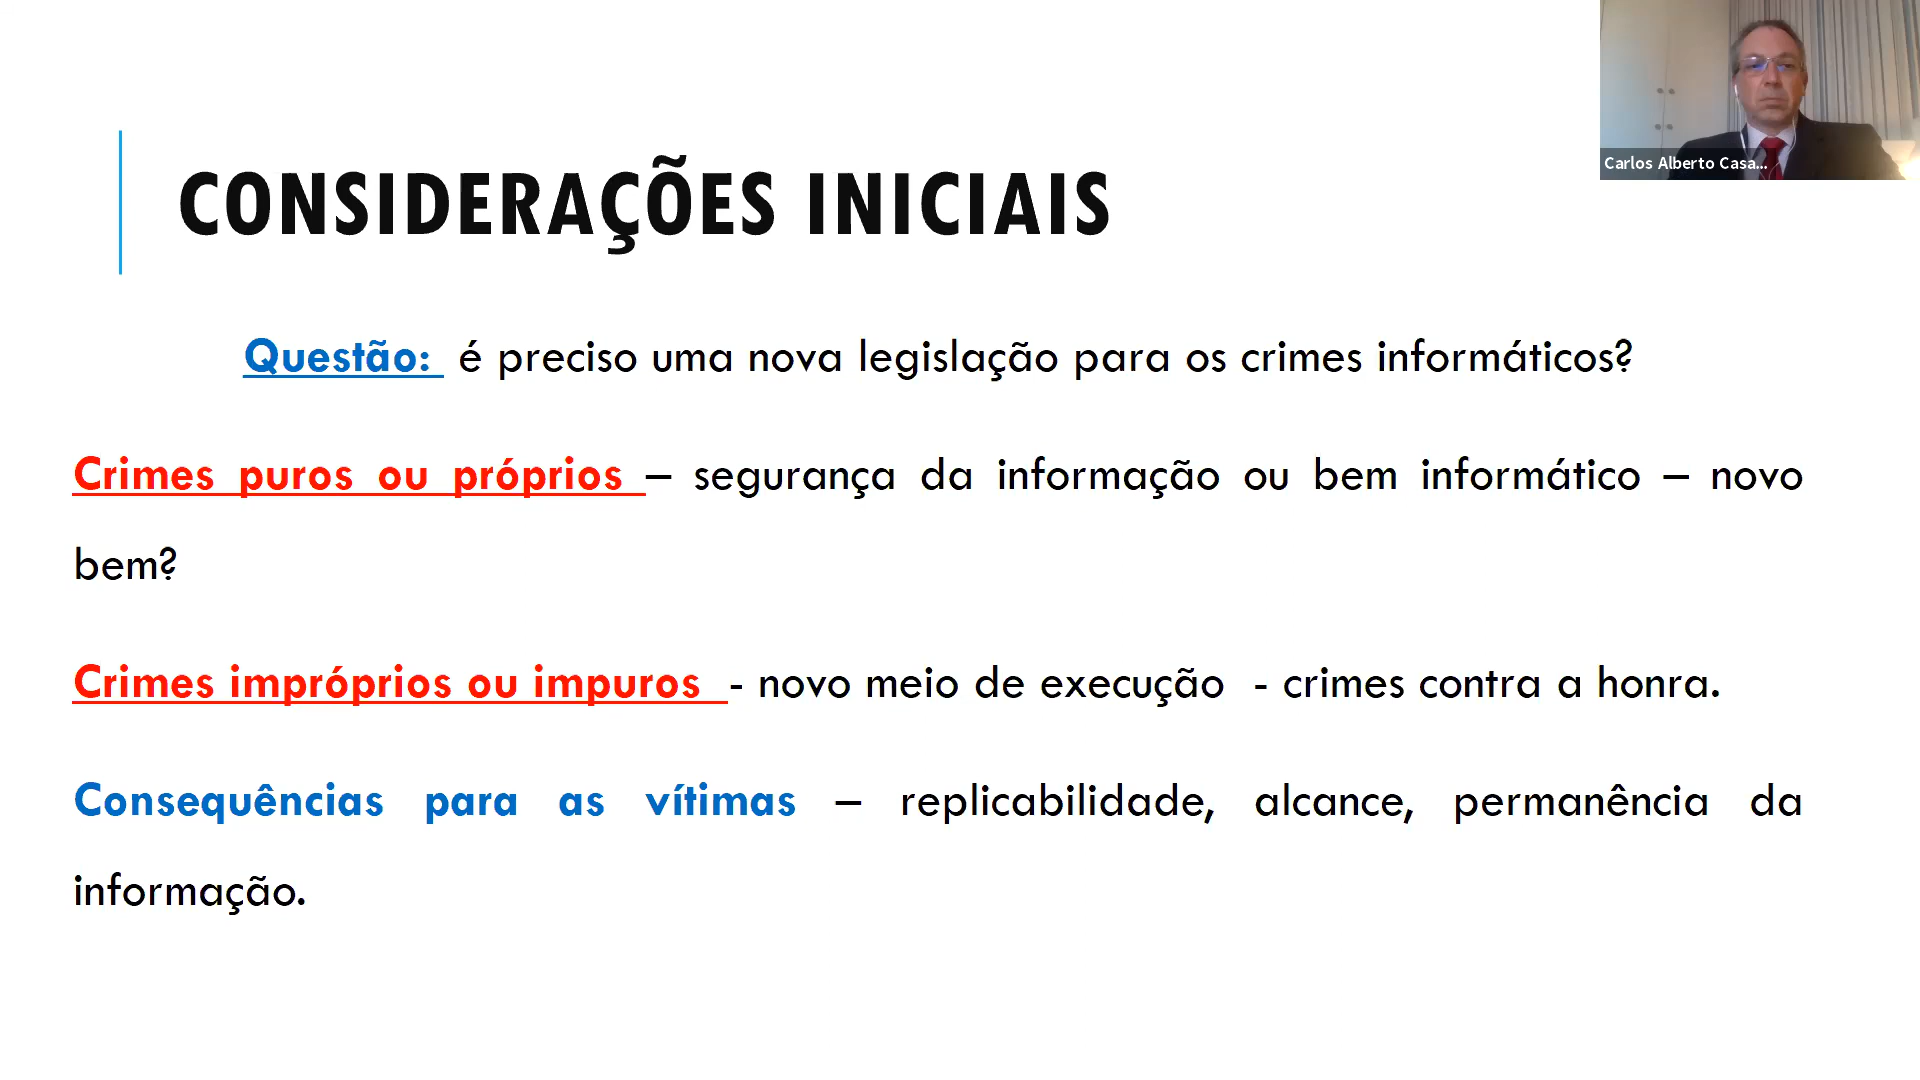 Carlos Alberto Casa...
CONSIDERAÇÕES INICIAIS
Questão: é preciso uma nova legislação para os crimes informáticos?
Crimes puros ou próprios – segurança da informação ou bem informático – novo
bem?
Crimes impróprios ou impuros - novo meio de execução - crimes contra a honra.
Consequências para as vítimas – replicabilidade, alcance, permanência da
informação.